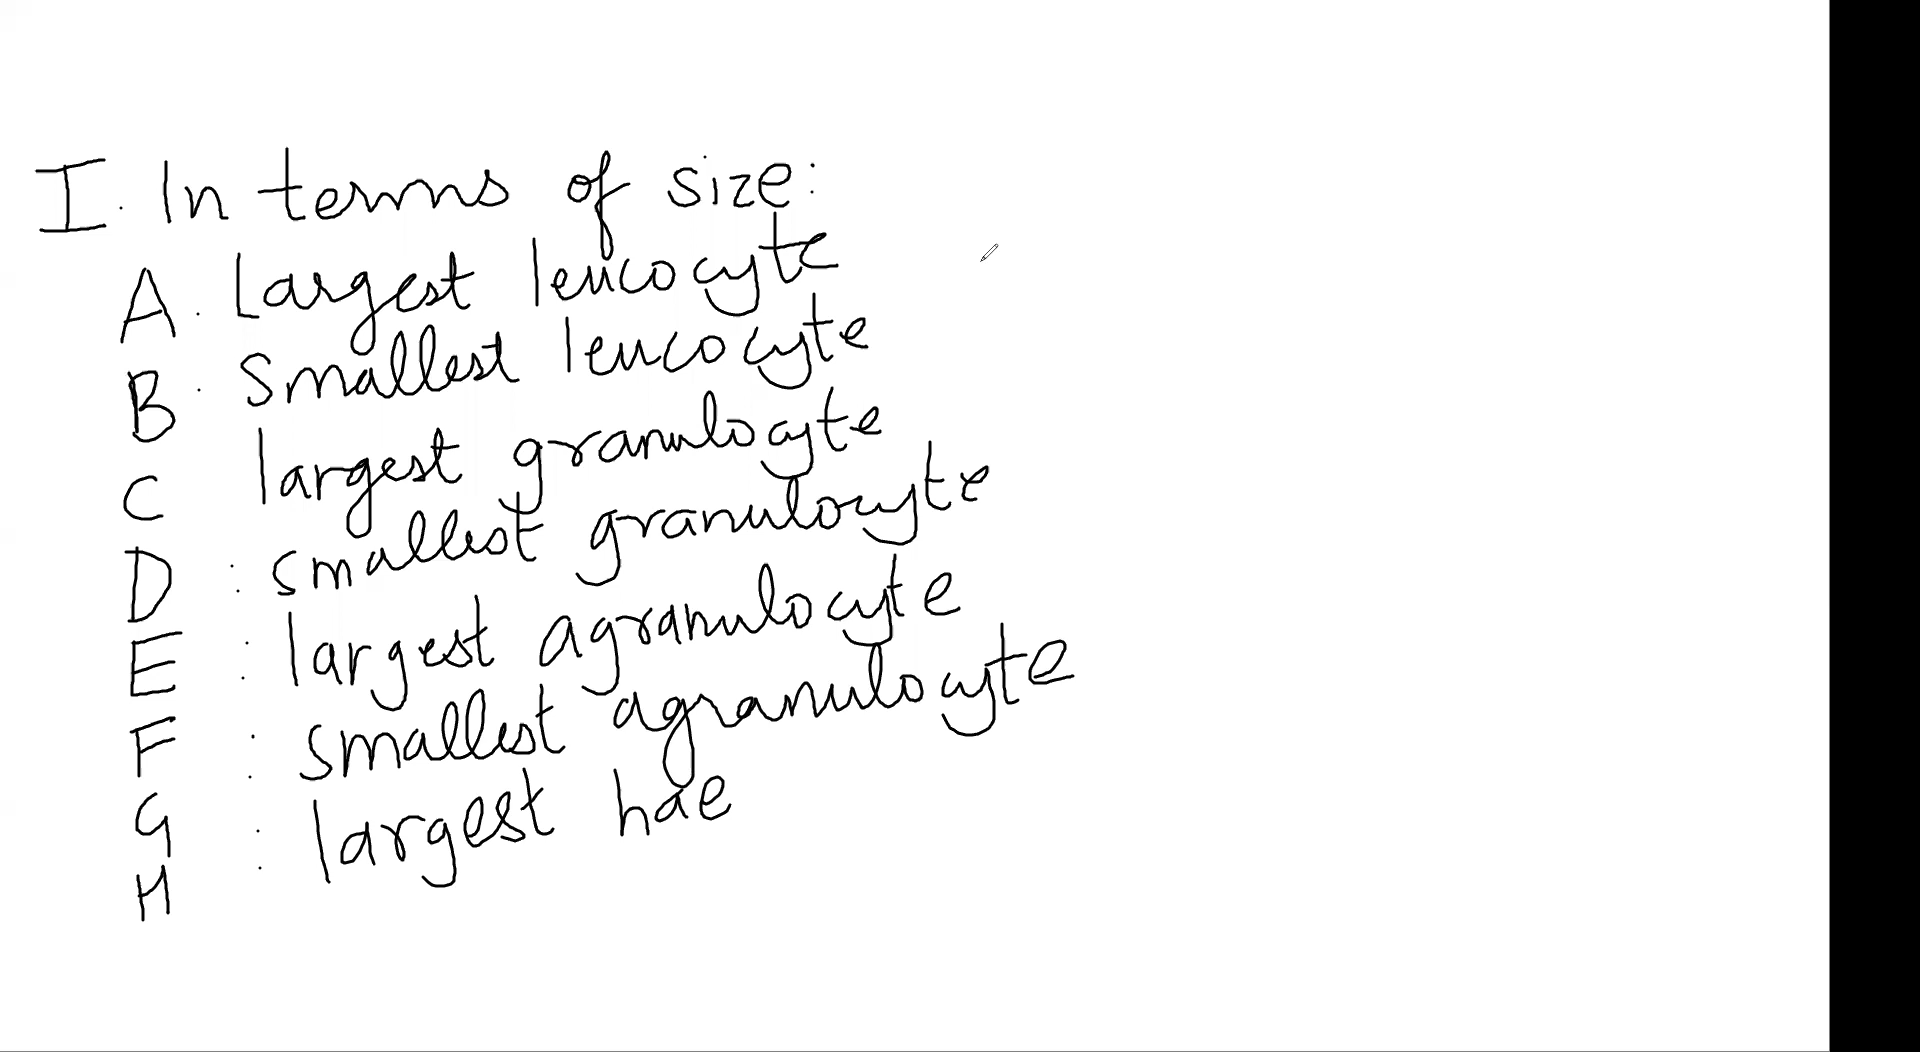 I. In terms of size:
A. Largest leucocyte
B. Smallest leucocyte
C largest granulocyte
D : smallest granulocyte
E : largest agranulocyte
F : smallest agranulocyte
G : largest hae
H